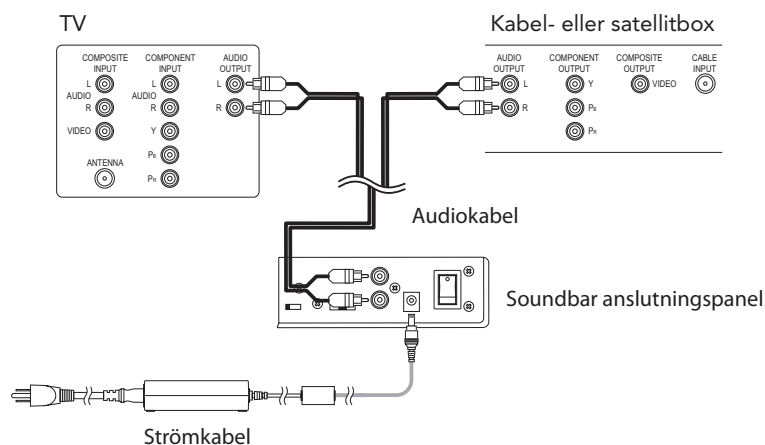 TV
COMPOSITE INPUT
L
AUDIO
R
VIDEO
ANTENNA
COMPONENT INPUT
L
AUDIO
R
Y
PB
PR
AUDIO OUTPUT
L
R
Kabel- eller satellitbox
AUDIO OUTPUT
L
R
COMPONENT OUTPUT
Y
PB
PR
COMPOSITE OUTPUT
VIDEO
CABLE INPUT
Audiokabel
Soundbar anslutningspanel
Strömkabel